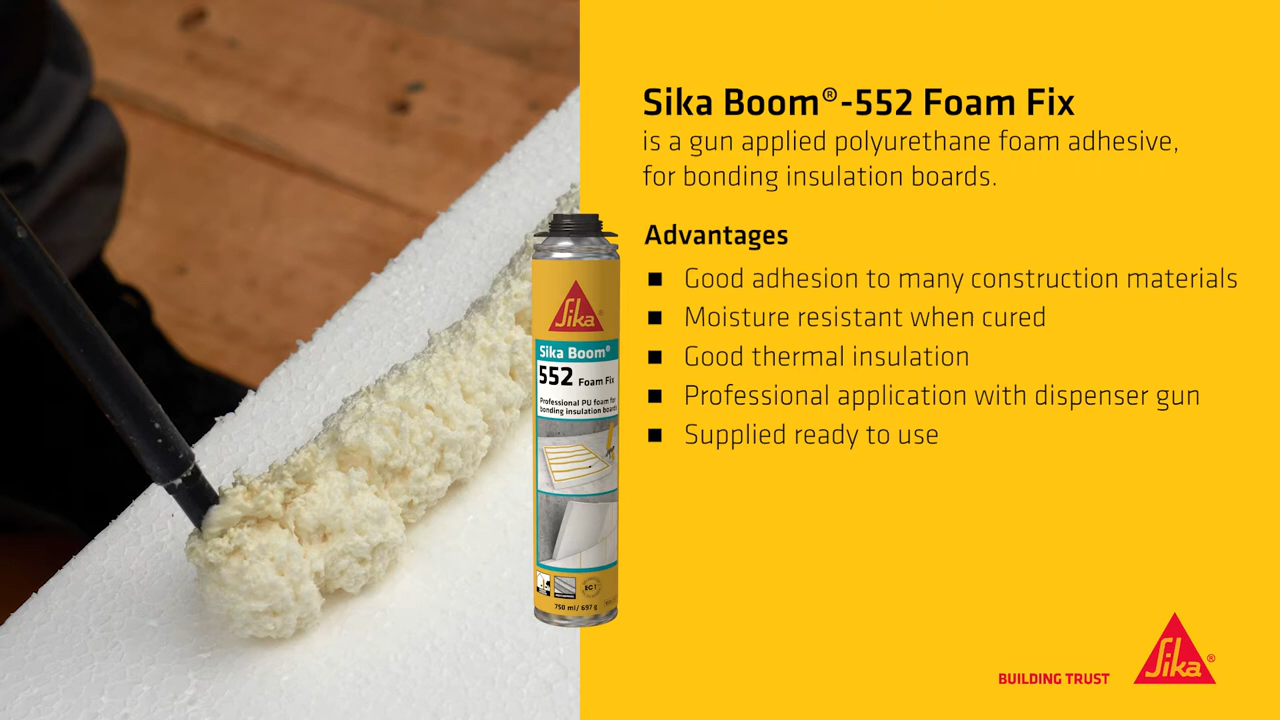 Sika Boom®-552 Foam Fix
is a gun applied polyurethane foam adhesive,
for bonding insulation boards.
Advantages
■ Good adhesion to many construction materials
■ Moisture resistant when cured
■ Good thermal insulation
■ Professional application with dispenser gun
■ Supplied ready to use
Sika
Sika Boom®
552 Foam Fix
Professional PU foam for
bonding insulation boards
750 ml/ 697 g
BUILDING TRUST
Sika®